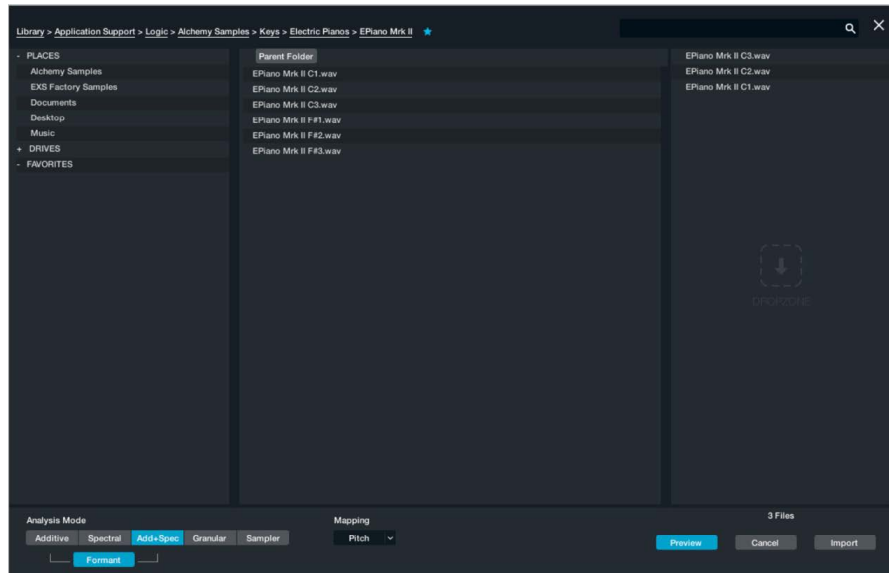 Library > Application Support > Logic > Alchemy Samples > Keys > Electric Pianos > EPiano Mrk II
- PLACES
Alchemy Samples
EXS Factory Samples
Documents
Desktop
Music
+ DRIVES
- FAVORITES
Parent Folder
EPiano Mrk II C1.wav
EPiano Mrk II C2.wav
EPiano Mrk II C3.wav
EPiano Mrk II F#1.wav
EPiano Mrk II F#2.wav
EPiano Mrk II F#3.wav
EPiano Mrk II C3.wav
EPiano Mrk II C2.wav
EPiano Mrk II C1.wav
DROPZONE
Analysis Mode
Additive Spectral Add+Spec Granular Sampler
Formant
Mapping
Pitch
3 Files
Preview Cancel Import